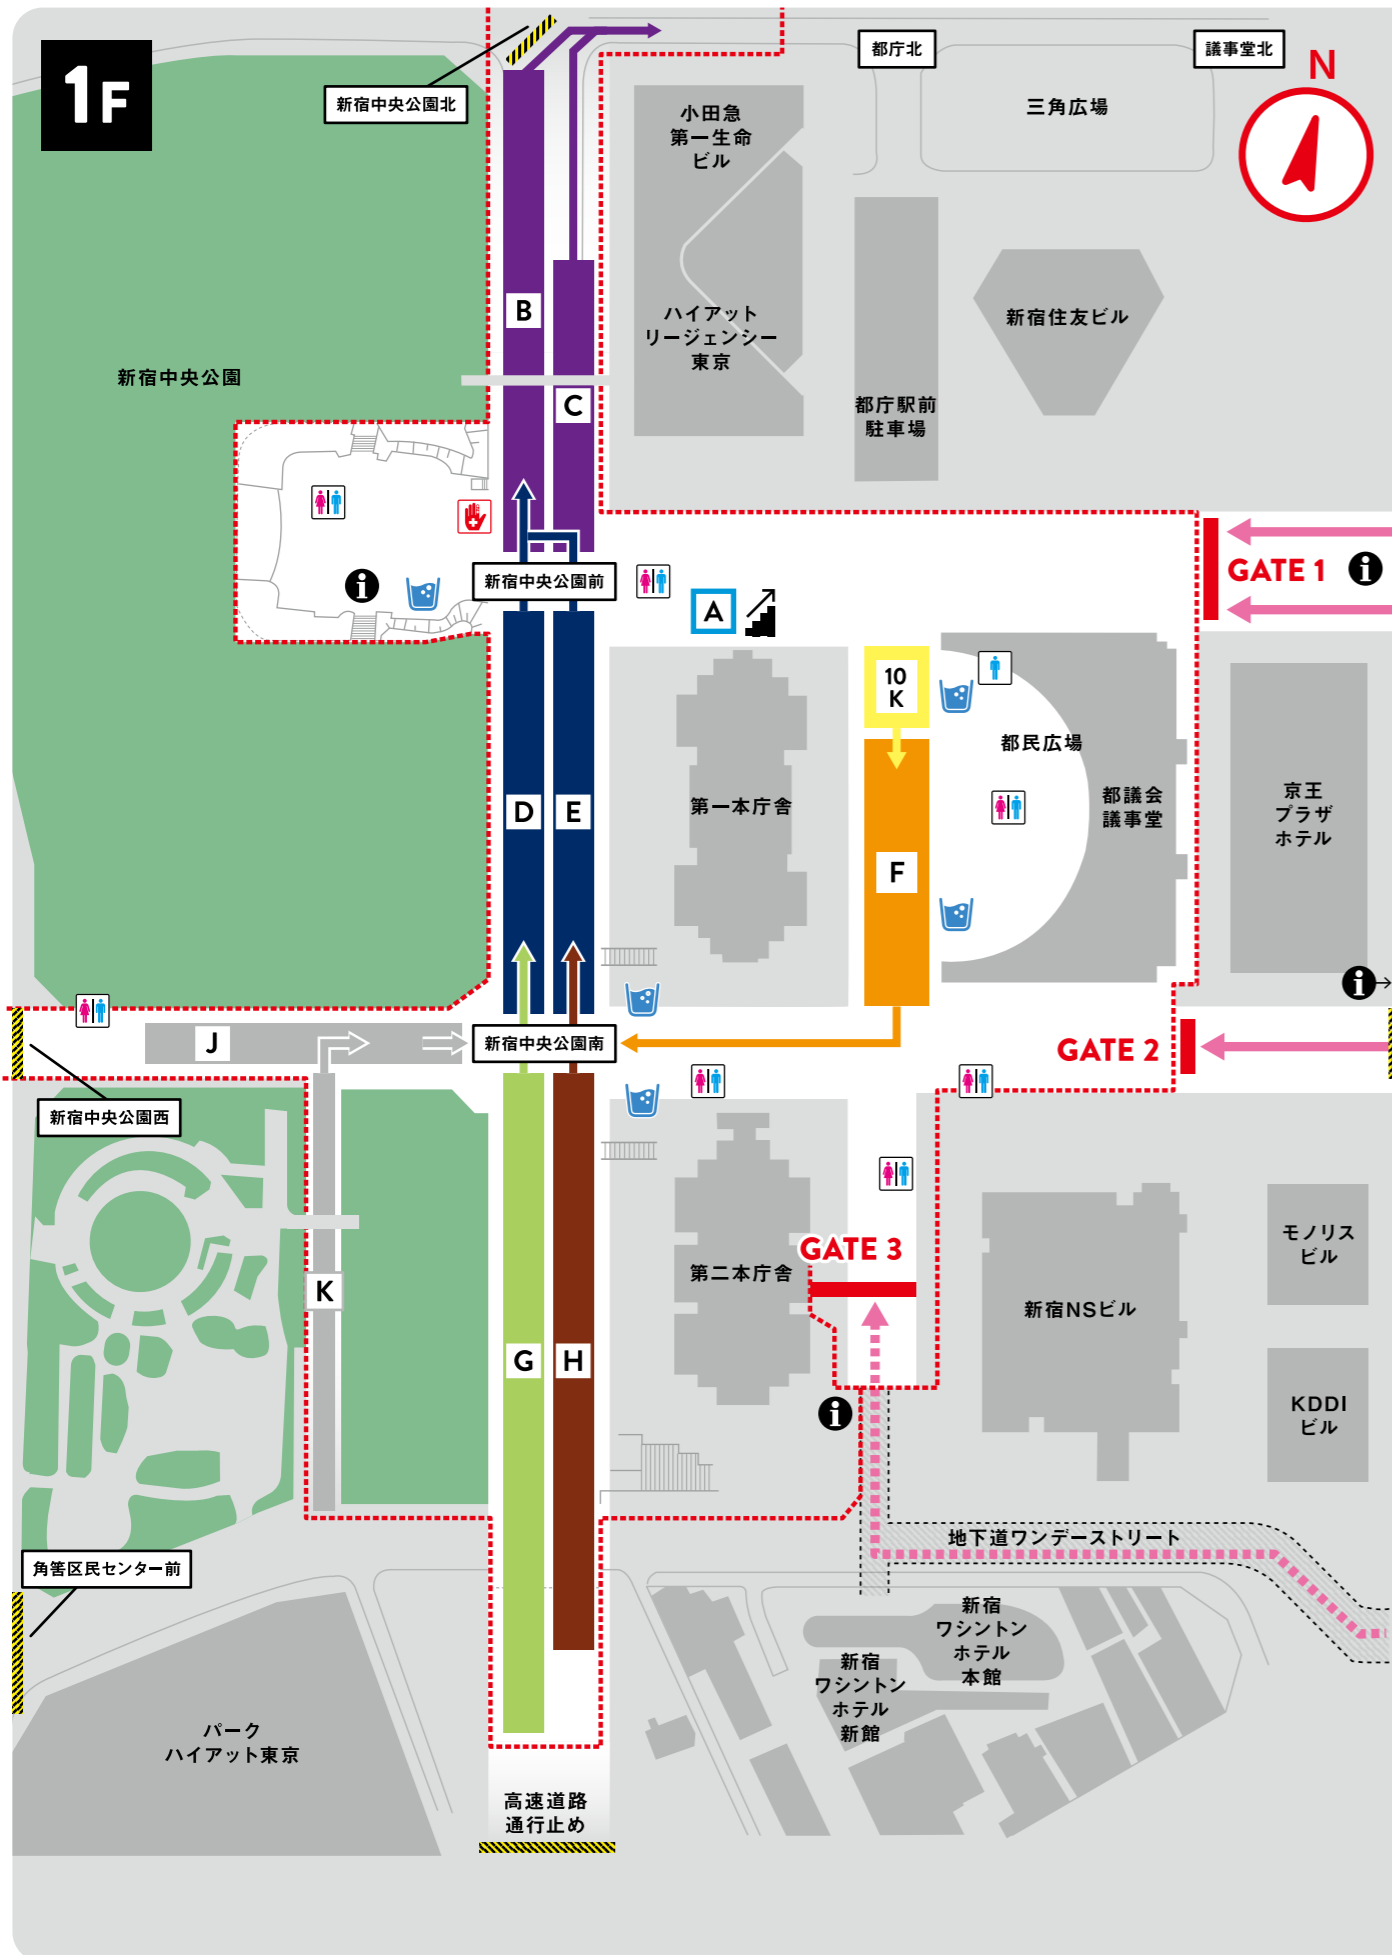 1F
新宿中央公園北
都庁北
議事堂北
N
小田急
第一生命
ビル
三角広場
B
ハイアット
リージェンシー
東京
新宿住友ビル
新宿中央公園
C
都庁駅前
駐車場
新宿中央公園前
GATE 1
A
10
K
都民広場
D
E
第一本庁舎
都議会
議事堂
京王
プラザ
ホテル
F
J
新宿中央公園南
GATE 2
新宿中央公園西
GATE 3
モノリス
ビル
K
第二本庁舎
新宿NSビル
G
H
KDDI
ビル
地下道ワンデーストリート
角筈区民センター前
新宿
ワシントン
ホテル
本館
新宿
ワシントン
ホテル
新館
パーク
ハイアット東京
高速道路
通行止め